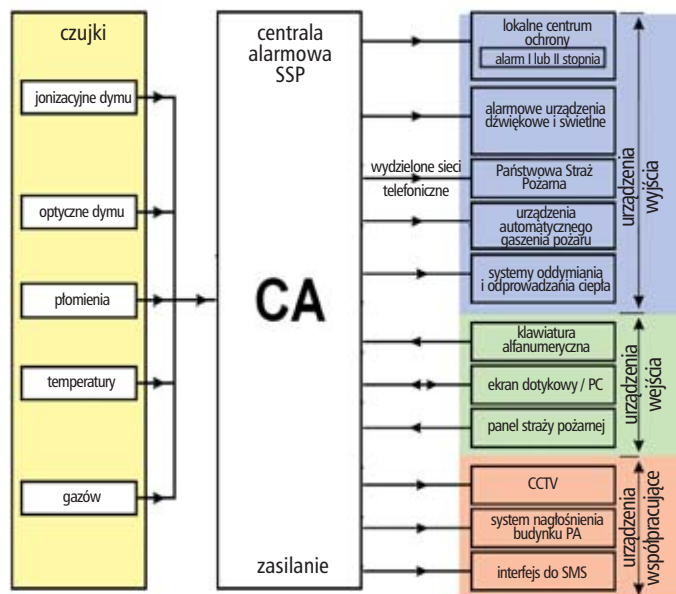 czujki
jonizacyjne dymu
optyczne dymu
płomienia
temperatury
gazów
centrala
alarmowa
SSP
CA
zasilanie
wydzielone sieci
telefoniczne
lokalne centrum
ochrony
alarm I lub II stopnia
alarmowe urządzenia
dźwiękowe i świetlne
Państwowa Straż
Pożarna
urządzenia
automatycznego
gaszenia pożaru
systemy oddymiania
i odprowadzania ciepła
urządzenia
wyjścia
klawiatura
alfanumeryczna
ekran dotykowy / PC
panel straży pożarnej
urządzenia
wejścia
CCTV
system nagłośnienia
budynku PA
interfejs do SMS
urządzenia
współpracujące